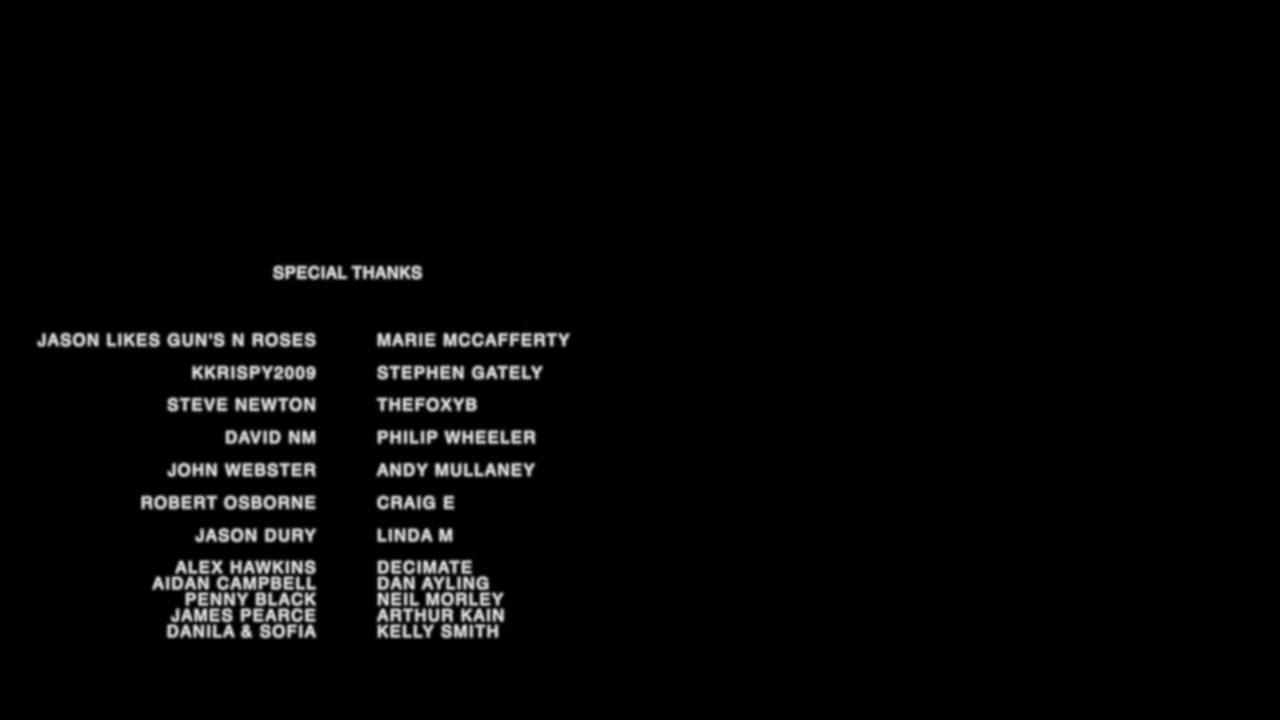 SPECIAL THANKS
JASON LIKES GUN'S N ROSES MARIE MCCAFFERTY
KKRISPY2009 STEPHEN GATELY
STEVE NEWTON THEFOXYB
DAVID NM PHILIP WHEELER
JOHN WEBSTER ANDY MULLANEY
ROBERT OSBORNE CRAIG E
JASON DURY LINDA M
ALEX HAWKINS DECIMATE
AIDAN CAMPBELL DAN AYLING
PENNY BLACK NEIL MORLEY
JAMES PEARCE ARTHUR KAIN
DANILA & SOFIA KELLY SMITH